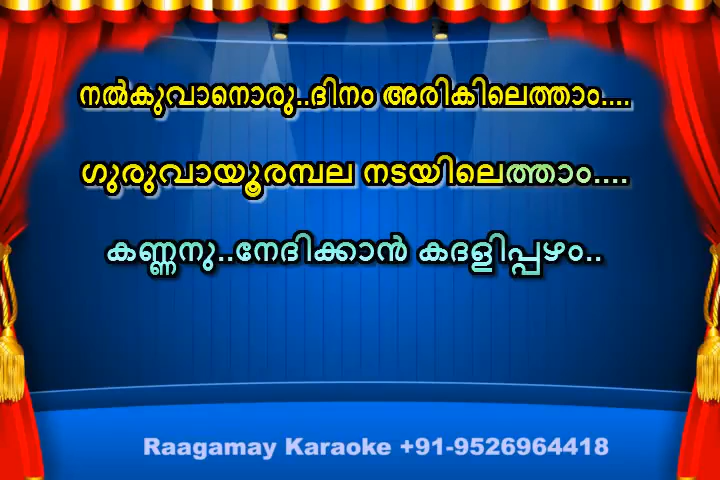 നൽകുവാനൊരു..ദിനം അരികിലെത്താം....
ഗുരുവായൂരമ്പല നടയിലെത്താം....
കണ്ണനു..നേദിക്കാൻ കദളിപ്പഴം..
Raagamay Karaoke +91-9526964418